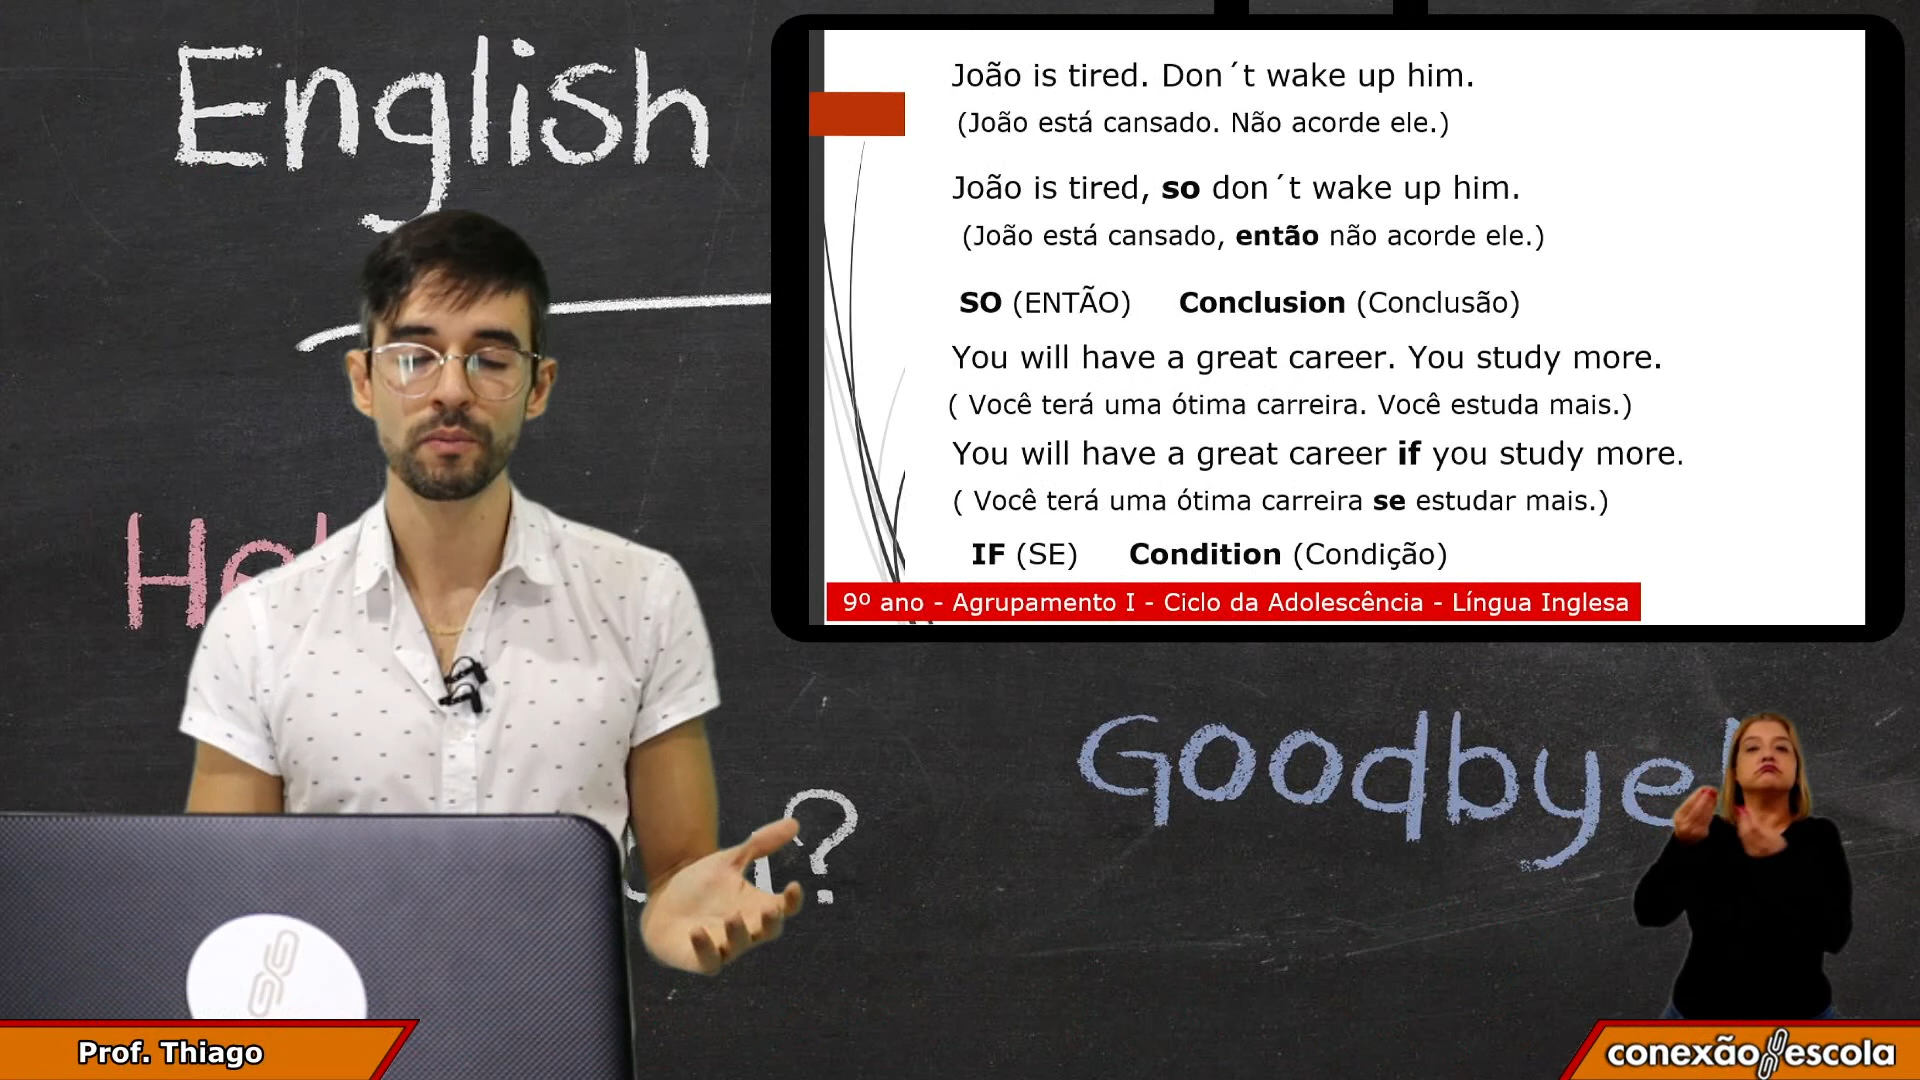 English
João is tired. Don´t wake up him.
(João está cansado. Não acorde ele.)
João is tired, so don´t wake up him.
(João está cansado, então não acorde ele.)
SO (ENTÃO) Conclusion (Conclusão)
You will have a great career. You study more.
( Você terá uma ótima carreira. Você estuda mais.)
You will have a great career if you study more.
( Você terá uma ótima carreira se estudar mais.)
IF (SE) Condition (Condição)
9º ano - Agrupamento I - Ciclo da Adolescência - Língua Inglesa
Goodbye!
?
Prof. Thiago
conexão escola